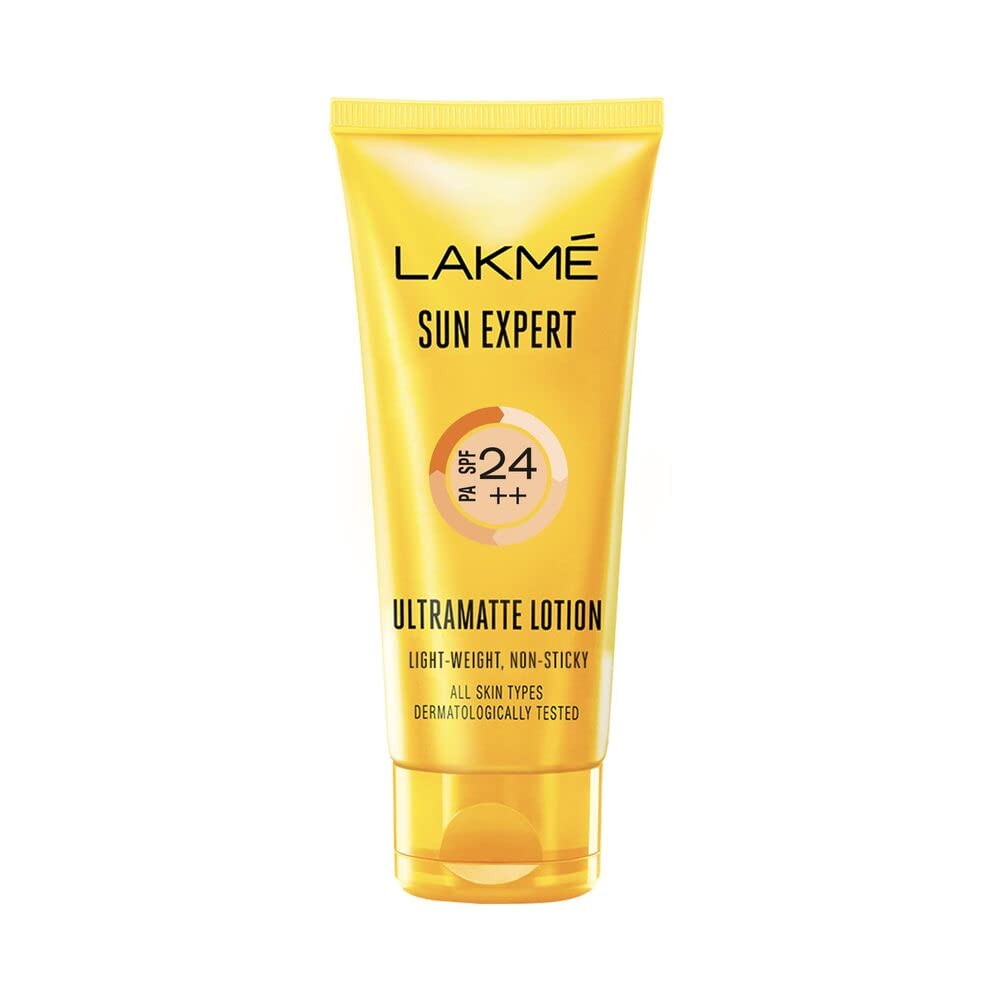 LAKMÉ
SUN EXPERT
SPF 24
PA ++
ULTRAMATTE LOTION
LIGHT-WEIGHT, NON-STICKY
ALL SKIN TYPES
DERMATOLOGICALLY TESTED